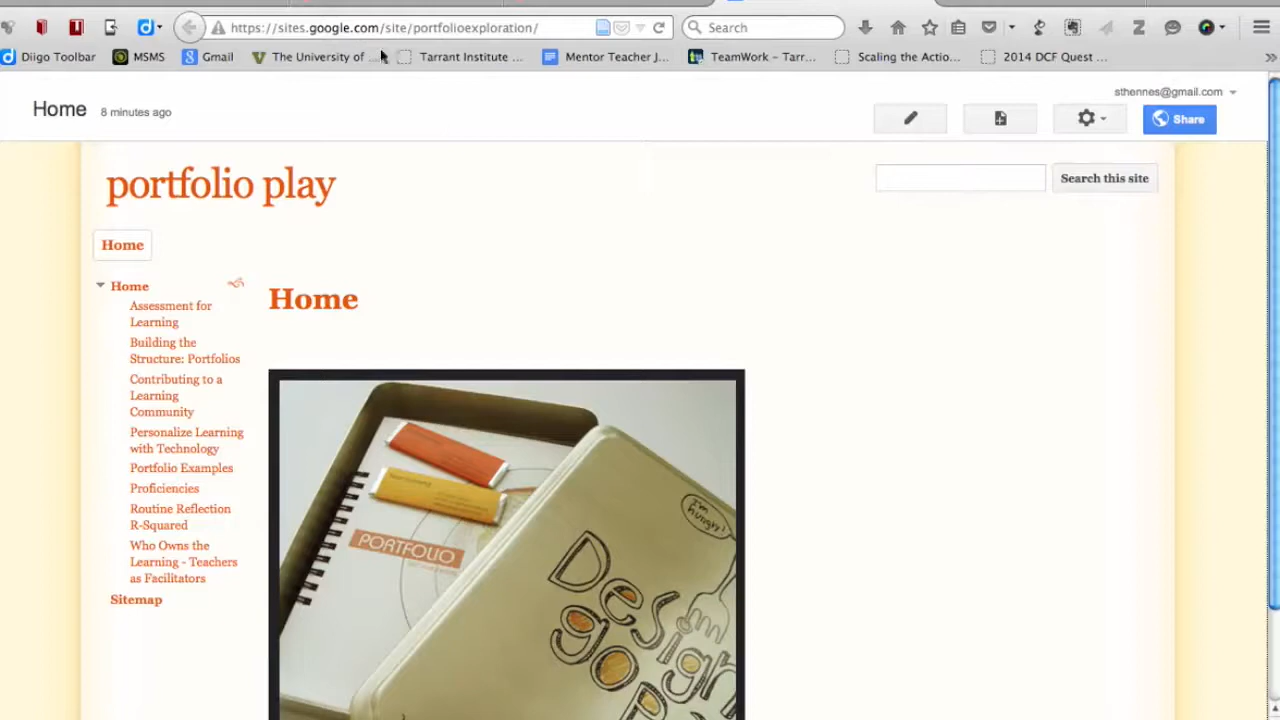 https://sites.google.com/site/portfolioexploration/
Search
Diigo Toolbar
MSMS
Gmail
The University of ...
Tarrant Institute ...
Mentor Teacher J...
TeamWork - Tarr...
Scaling the Actio...
2014 DCF Quest ...
»
sthennes@gmail.com
Home 8 minutes ago
Share
portfolio play
Search this site
Home
Home
Assessment for
Learning
Building the
Structure: Portfolios
Contributing to a
Learning
Community
Personalize Learning
with Technology
Portfolio Examples
Proficiencies
Routine Reflection
R-Squared
Who Owns the
Learning - Teachers
as Facilitators
Sitemap
Home
PORTFOLIO
I'm
hungry!
Design
go